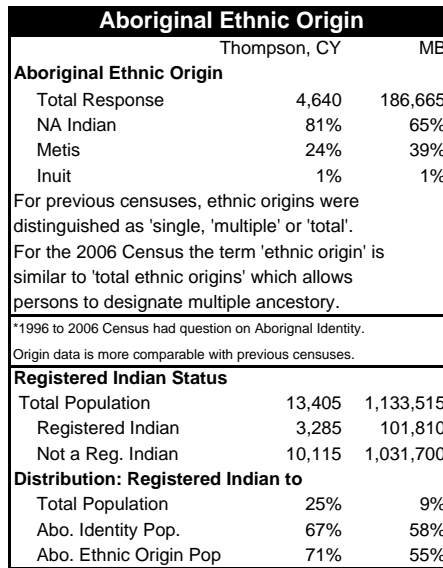 Aboriginal Ethnic Origin
Thompson, CY MB
Aboriginal Ethnic Origin
Total Response 4,640 186,665
NA Indian 81% 65%
Metis 24% 39%
Inuit 1% 1%
For previous censuses, ethnic origins were
distinguished as 'single, 'multiple' or 'total'.
For the 2006 Census the term 'ethnic origin' is
similar to 'total ethnic origins' which allows
persons to designate multiple ancestory.
*1996 to 2006 Census had question on Aborignal Identity.
Origin data is more comparable with previous censuses.
Registered Indian Status
Total Population 13,405 1,133,515
Registered Indian 3,285 101,810
Not a Reg. Indian 10,115 1,031,700
Distribution: Registered Indian to
Total Population 25% 9%
Abo. Identity Pop. 67% 58%
Abo. Ethnic Origin Pop 71% 55%